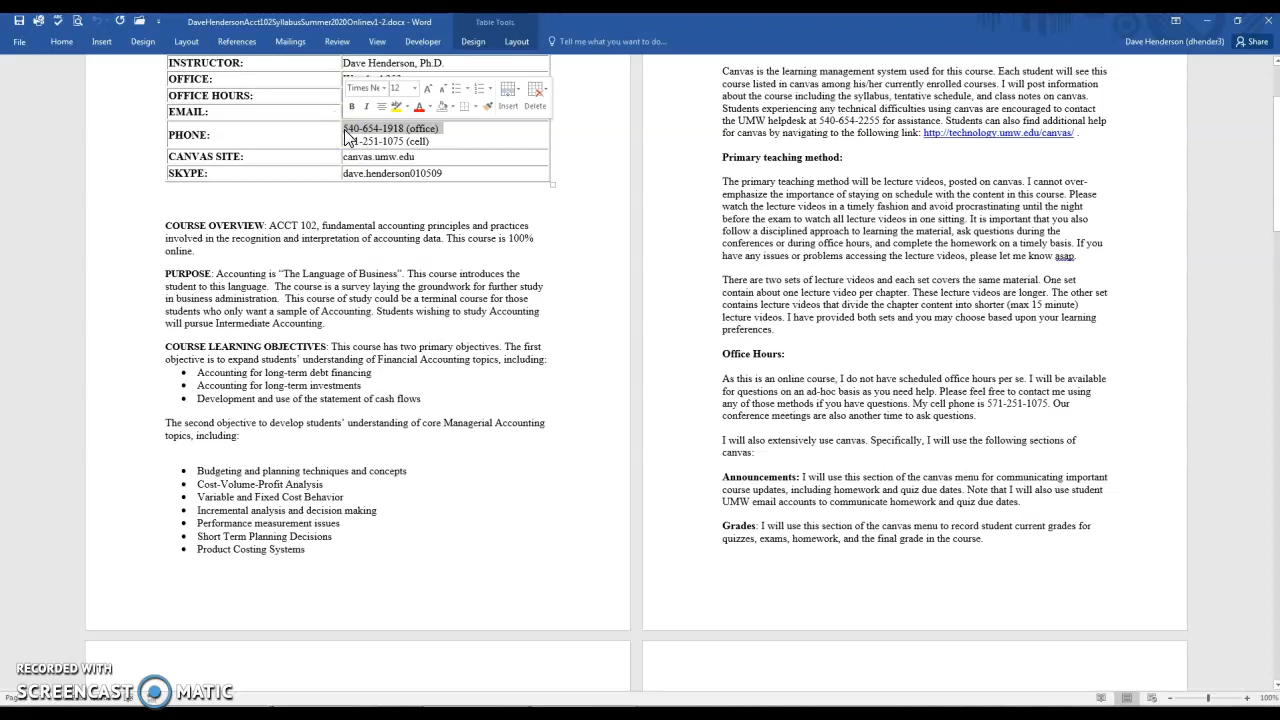 DaveHendersonAcct102SyllabusSummer2020Onlinev1-2.docx - Word
Table Tools
File Home Insert Design Layout References Mailings Review View Developer Design Layout Tell me what you want to do... Dave Henderson (dhender3) Share
INSTRUCTOR: Dave Henderson, Ph.D.
OFFICE:
OFFICE HOURS:
EMAIL:
Times Ne 12
B I A Insert Delete
PHONE: 540-654-1918 (office)
1-251-1075 (cell)
CANVAS SITE: canvas.umw.edu
SKYPE: dave.henderson010509
COURSE OVERVIEW: ACCT 102, fundamental accounting principles and practices
involved in the recognition and interpretation of accounting data. This course is 100%
online.
PURPOSE: Accounting is “The Language of Business”. This course introduces the
student to this language. The course is a survey laying the groundwork for further study
in business administration. This course of study could be a terminal course for those
students who only want a sample of Accounting. Students wishing to study Accounting
will pursue Intermediate Accounting.
COURSE LEARNING OBJECTIVES: This course has two primary objectives. The first
objective is to expand students’ understanding of Financial Accounting topics, including:
• Accounting for long-term debt financing
• Accounting for long-term investments
• Development and use of the statement of cash flows
The second objective to develop students’ understanding of core Managerial Accounting
topics, including:
• Budgeting and planning techniques and concepts
• Cost-Volume-Profit Analysis
• Variable and Fixed Cost Behavior
• Incremental analysis and decision making
• Performance measurement issues
• Short Term Planning Decisions
• Product Costing Systems
Canvas is the learning management system used for this course. Each student will see this
course listed in canvas among his/her currently enrolled courses. I will post information
about the course including the syllabus, tentative schedule, and class notes on canvas.
Students experiencing any technical difficulties using canvas are encouraged to contact
the UMW helpdesk at 540-654-2255 for assistance. Students can also find additional help
for canvas by navigating to the following link: http://technology.umw.edu/canvas/ .
Primary teaching method:
The primary teaching method will be lecture videos, posted on canvas. I cannot over-
emphasize the importance of staying on schedule with the content in this course. Please
watch the lecture videos in a timely fashion and avoid procrastinating until the night
before the exam to watch all lecture videos in one sitting. It is important that you also
follow a disciplined approach to learning the material, ask questions during the
conferences or during office hours, and complete the homework on a timely basis. If you
have any issues or problems accessing the lecture videos, please let me know asap.
There are two sets of lecture videos and each set covers the same material. One set
contain about one lecture video per chapter. These lecture videos are longer. The other set
contains lecture videos that divide the chapter content into shorter (max 15 minute)
lecture videos. I have provided both sets and you may choose based upon your learning
preferences.
Office Hours:
As this is an online course, I do not have scheduled office hours per se. I will be available
for questions on an ad-hoc basis as you need help. Please feel free to contact me using
any of those methods if you have questions. My cell phone is 571-251-1075. Our
conference meetings are also another time to ask questions.
I will also extensively use canvas. Specifically, I will use the following sections of
canvas:
Announcements: I will use this section of the canvas menu for communicating important
course updates, including homework and quiz due dates. Note that I will also use student
UMW email accounts to communicate homework and quiz due dates.
Grades: I will use this section of the canvas menu to record student current grades for
quizzes, exams, homework, and the final grade in the course.
RECORDED WITH
SCREENCAST MATIC
100%